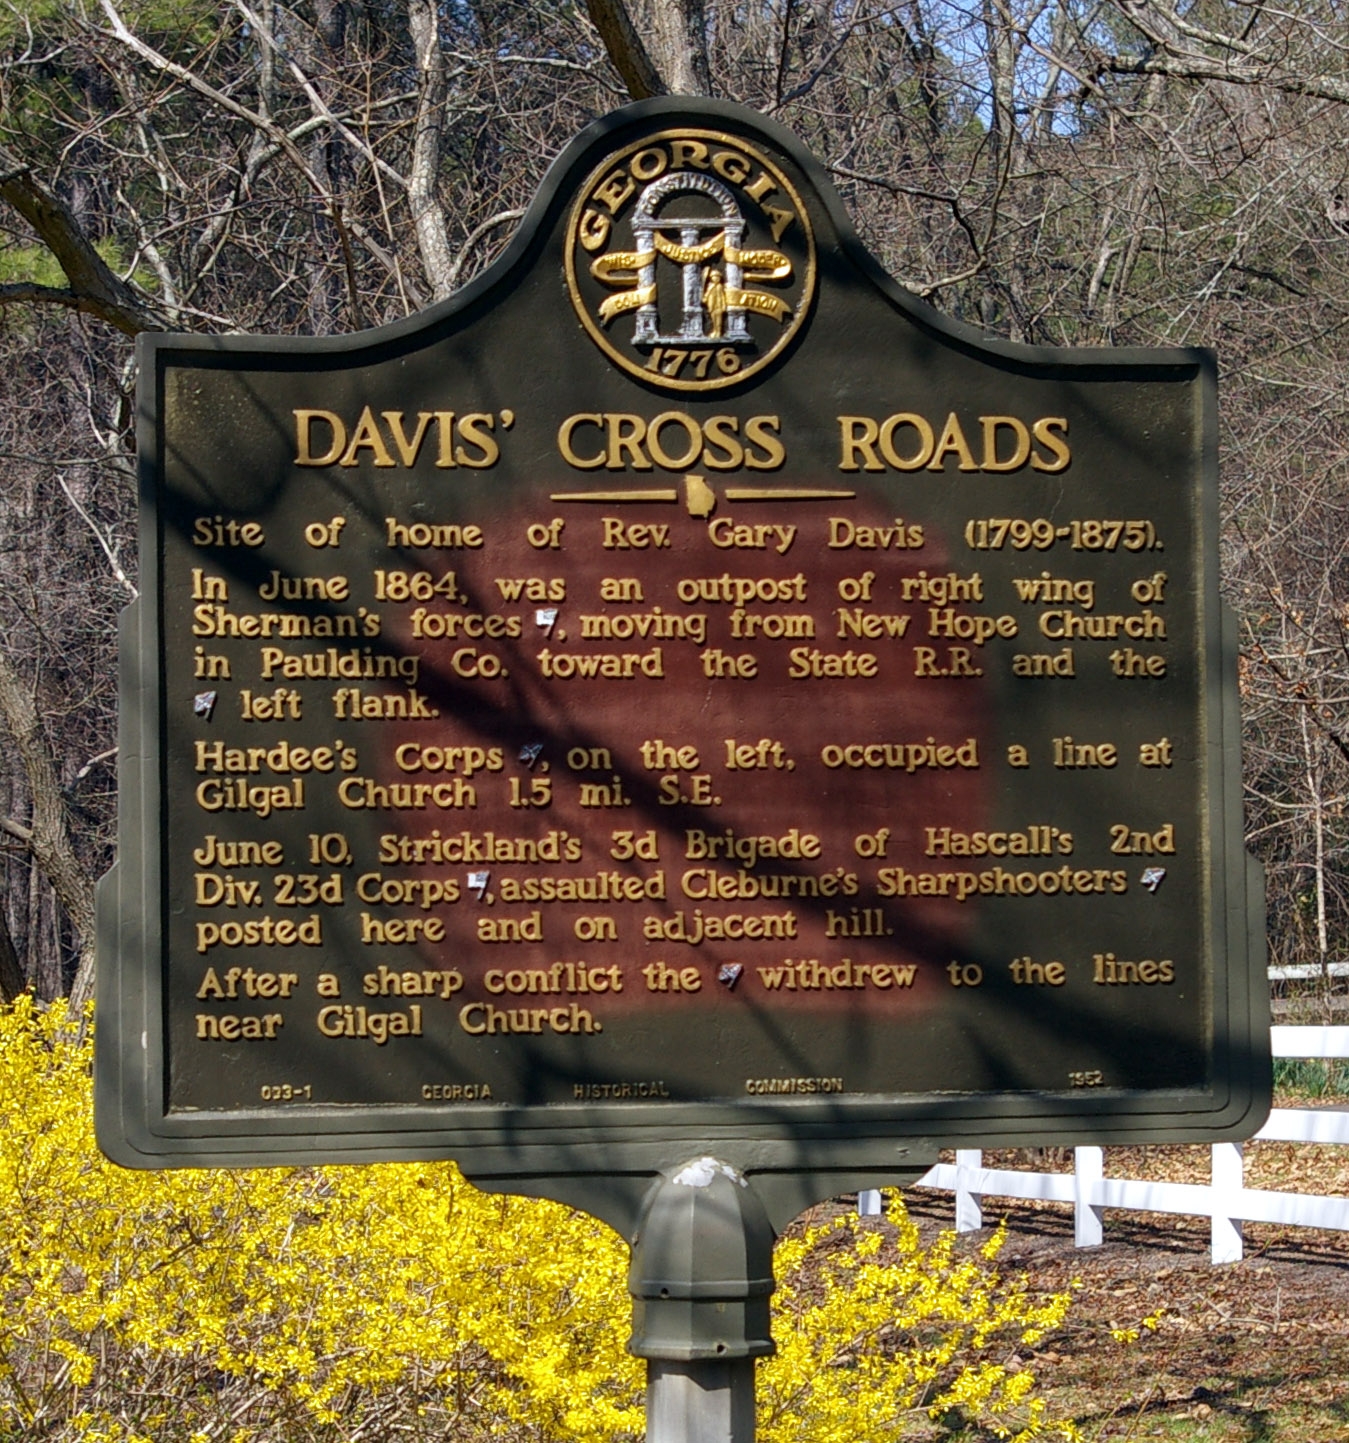 GEORGIA
CONSTITUTION
JUSTICE
1776
DAVIS' CROSS ROADS
Site of home of Rev. Gary Davis (1799-1875).
In June 1864, was an outpost of right wing of
Sherman's forces, moving from New Hope Church
in Paulding Co. toward the State R.R. and the
left flank.
Hardee's Corps, on the left, occupied a line at
Gilgal Church 1.5 mi. S.E.
June 10, Strickland's 3d Brigade of Hascall's 2nd
Div. 23d Corps, assaulted Cleburne's Sharpshooters
posted here and on adjacent hill.
After a sharp conflict the withdrew to the lines
near Gilgal Church.
033-1 GEORGIA HISTORICAL COMMISSION 1952